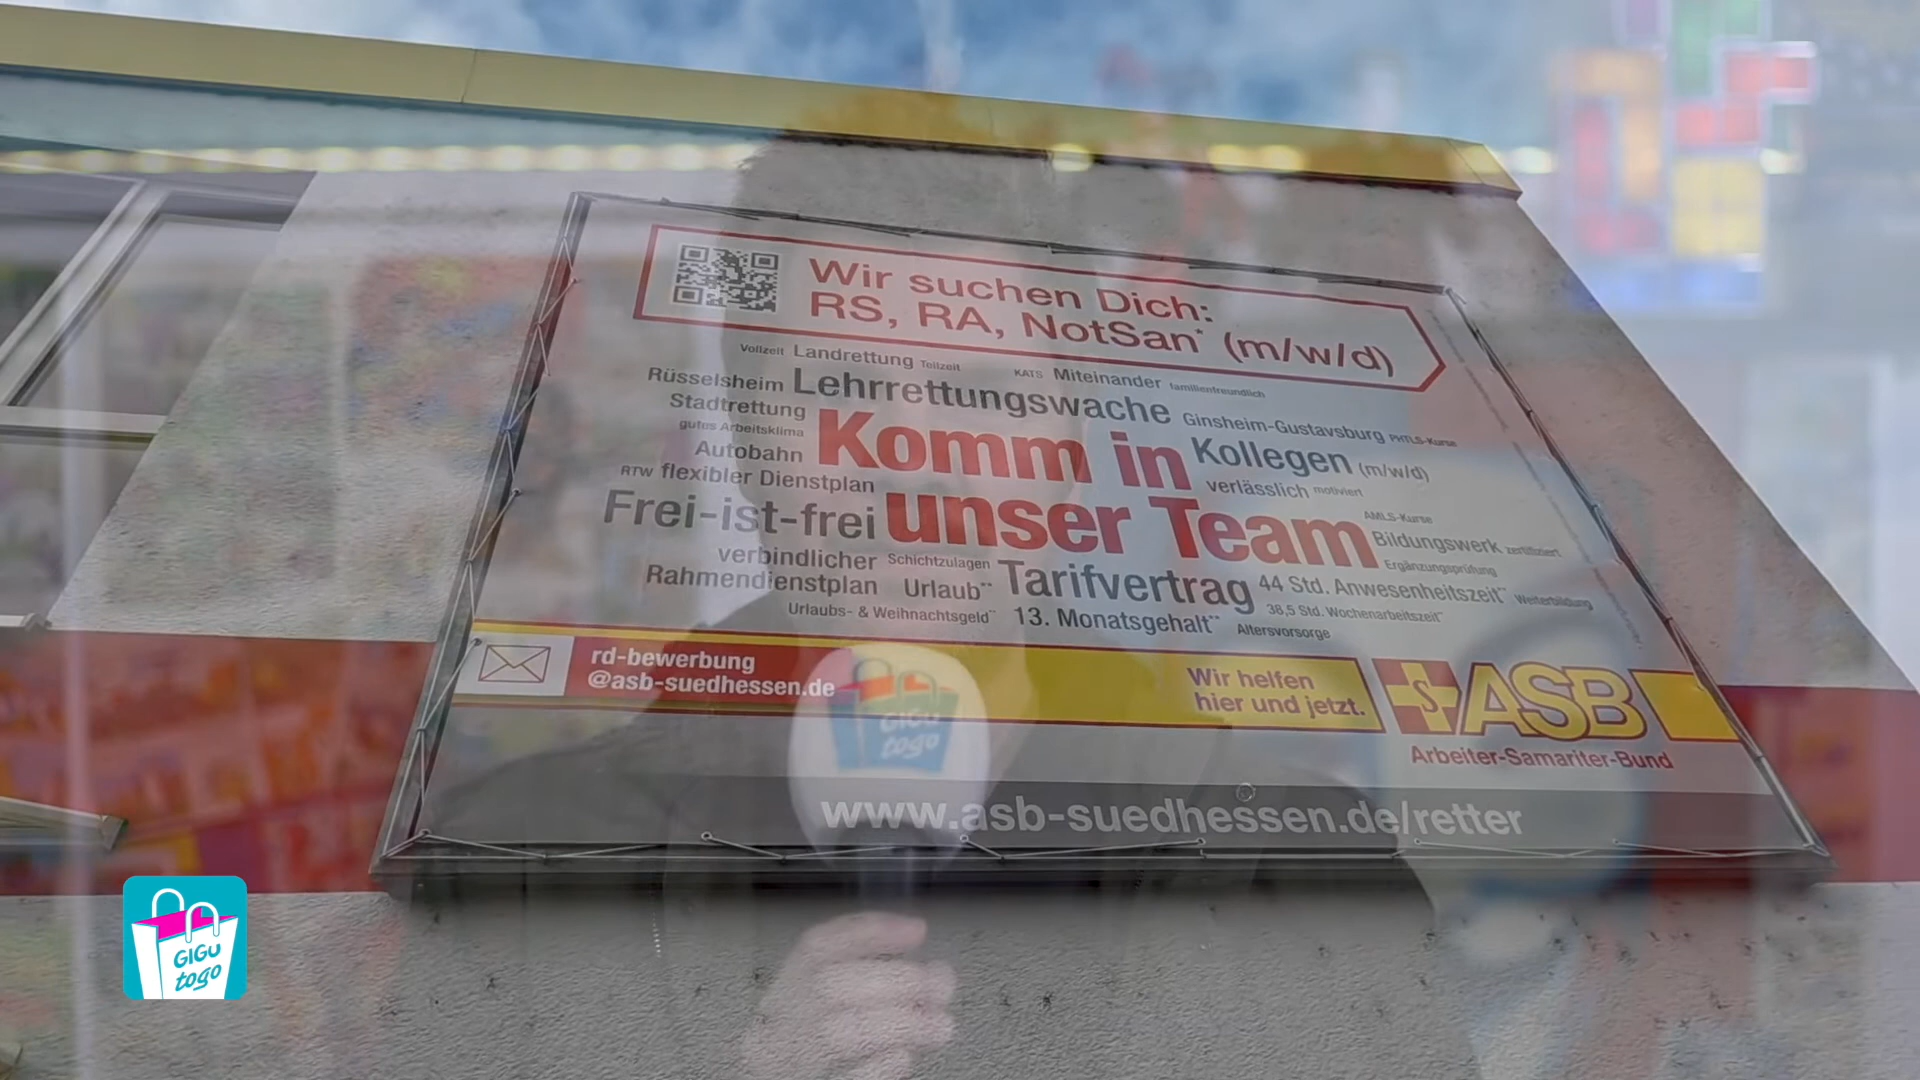 Wir suchen Dich:
RS, RA, NotSan* (m/w/d)
Vollzeit Landrettung Teilzeit KATS Miteinander familienfreundlich
Rüsselsheim Lehrrettungswache Ginsheim-Gustavsburg PHTLS-Kurse
Stadtrettung
gutes Arbeitsklima
Autobahn Komm in Kollegen (m/w/d)
RTW flexibler Dienstplan verlässlich motiviert
Frei-ist-frei unser Team AMLS-Kurse
Bildungswerk zertifiziert
verbindlicher Schichtzulagen Ergänzungsprüfung
Rahmendienstplan Urlaub** Tarifvertrag 44 Std. Anwesenheitszeit** Weiterbildung
Urlaubs- & Weihnachtsgeld** 13. Monatsgehalt** 38,5 Std. Wochenarbeitszeit**
Altersvorsorge
rd-bewerbung
@asb-suedhessen.de
Wir helfen
hier und jetzt.
S ASB
Arbeiter-Samariter-Bund
www.asb-suedhessen.de/retter
GIGU
togo
GIGU
togo